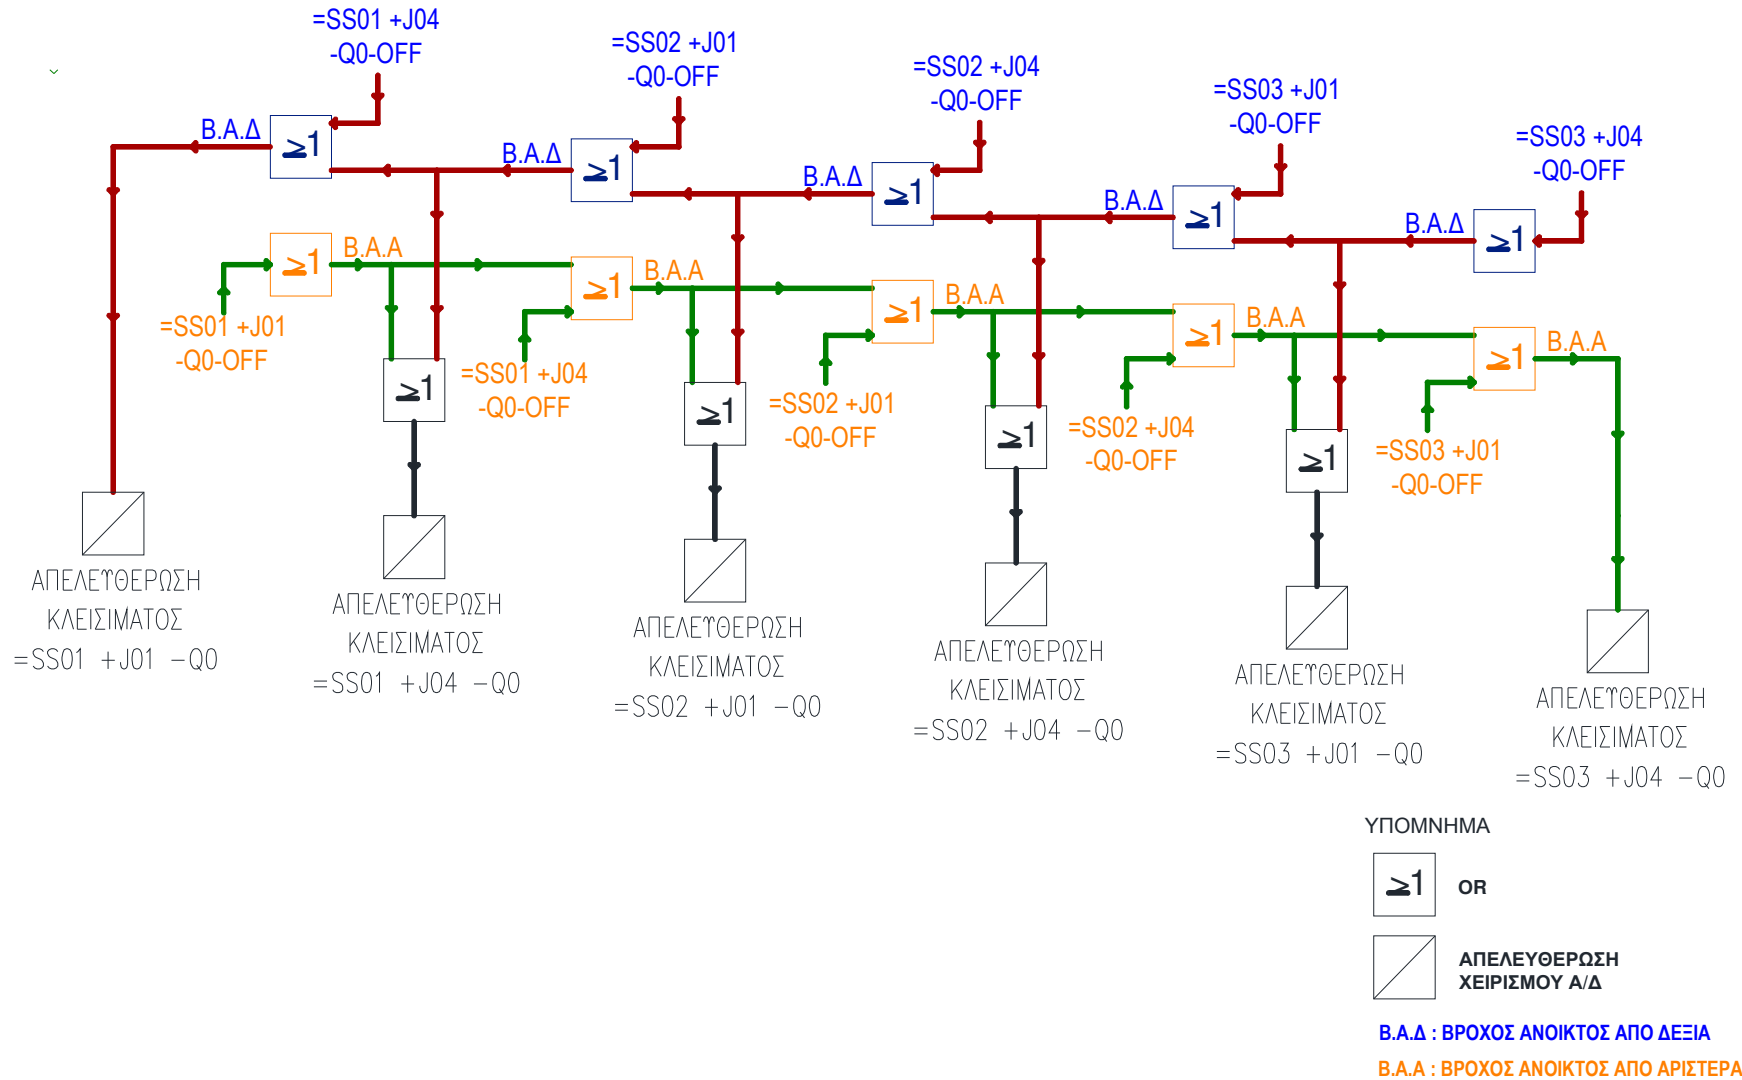 =SS01 +J04
-Q0-OFF
=SS02 +J01
-Q0-OFF
=SS02 +J04
-Q0-OFF
=SS03 +J01
-Q0-OFF
=SS03 +J04
-Q0-OFF
Β.Α.Δ
≥1
Β.Α.Δ
≥1
Β.Α.Δ
≥1
Β.Α.Δ
≥1
Β.Α.Δ
≥1
≥1
Β.Α.Α
≥1
Β.Α.Α
≥1
Β.Α.Α
≥1
Β.Α.Α
≥1
Β.Α.Α
=SS01 +J01
-Q0-OFF
=SS01 +J04
-Q0-OFF
=SS02 +J01
-Q0-OFF
=SS02 +J04
-Q0-OFF
=SS03 +J01
-Q0-OFF
≥1
≥1
≥1
≥1
ΑΠΕΛΕΥΘΕΡΩΣΗ
ΚΛΕΙΣΙΜΑΤΟΣ
=SS01 +J01 -Q0
ΑΠΕΛΕΥΘΕΡΩΣΗ
ΚΛΕΙΣΙΜΑΤΟΣ
=SS01 +J04 -Q0
ΑΠΕΛΕΥΘΕΡΩΣΗ
ΚΛΕΙΣΙΜΑΤΟΣ
=SS02 +J01 -Q0
ΑΠΕΛΕΥΘΕΡΩΣΗ
ΚΛΕΙΣΙΜΑΤΟΣ
=SS02 +J04 -Q0
ΑΠΕΛΕΥΘΕΡΩΣΗ
ΚΛΕΙΣΙΜΑΤΟΣ
=SS03 +J01 -Q0
ΑΠΕΛΕΥΘΕΡΩΣΗ
ΚΛΕΙΣΙΜΑΤΟΣ
=SS03 +J04 -Q0
ΥΠΟΜΝΗΜΑ
≥1 OR
ΑΠΕΛΕΥΘΕΡΩΣΗ
ΧΕΙΡΙΣΜΟΥ Α/Δ
Β.Α.Δ : ΒΡΟΧΟΣ ΑΝΟΙΚΤΟΣ ΑΠΟ ΔΕΞΙΑ
Β.Α.Α : ΒΡΟΧΟΣ ΑΝΟΙΚΤΟΣ ΑΠΟ ΑΡΙΣΤΕΡΑ